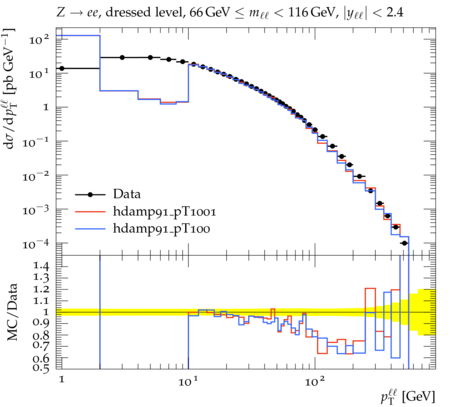 Z → ee, dressed level, 66 GeV ≤ mℓℓ < 116 GeV, |yℓℓ| < 2.4
dσ/dpTℓℓ [pb GeV−1]
10²
10¹
1
10−1
10−2
10−3
10−4
Data
hdamp91_pT1001
hdamp91_pT100
MC/Data
1.4
1.3
1.2
1.1
1
0.9
0.8
0.7
0.6
0.5
1
10¹
10²
pTℓℓ [GeV]